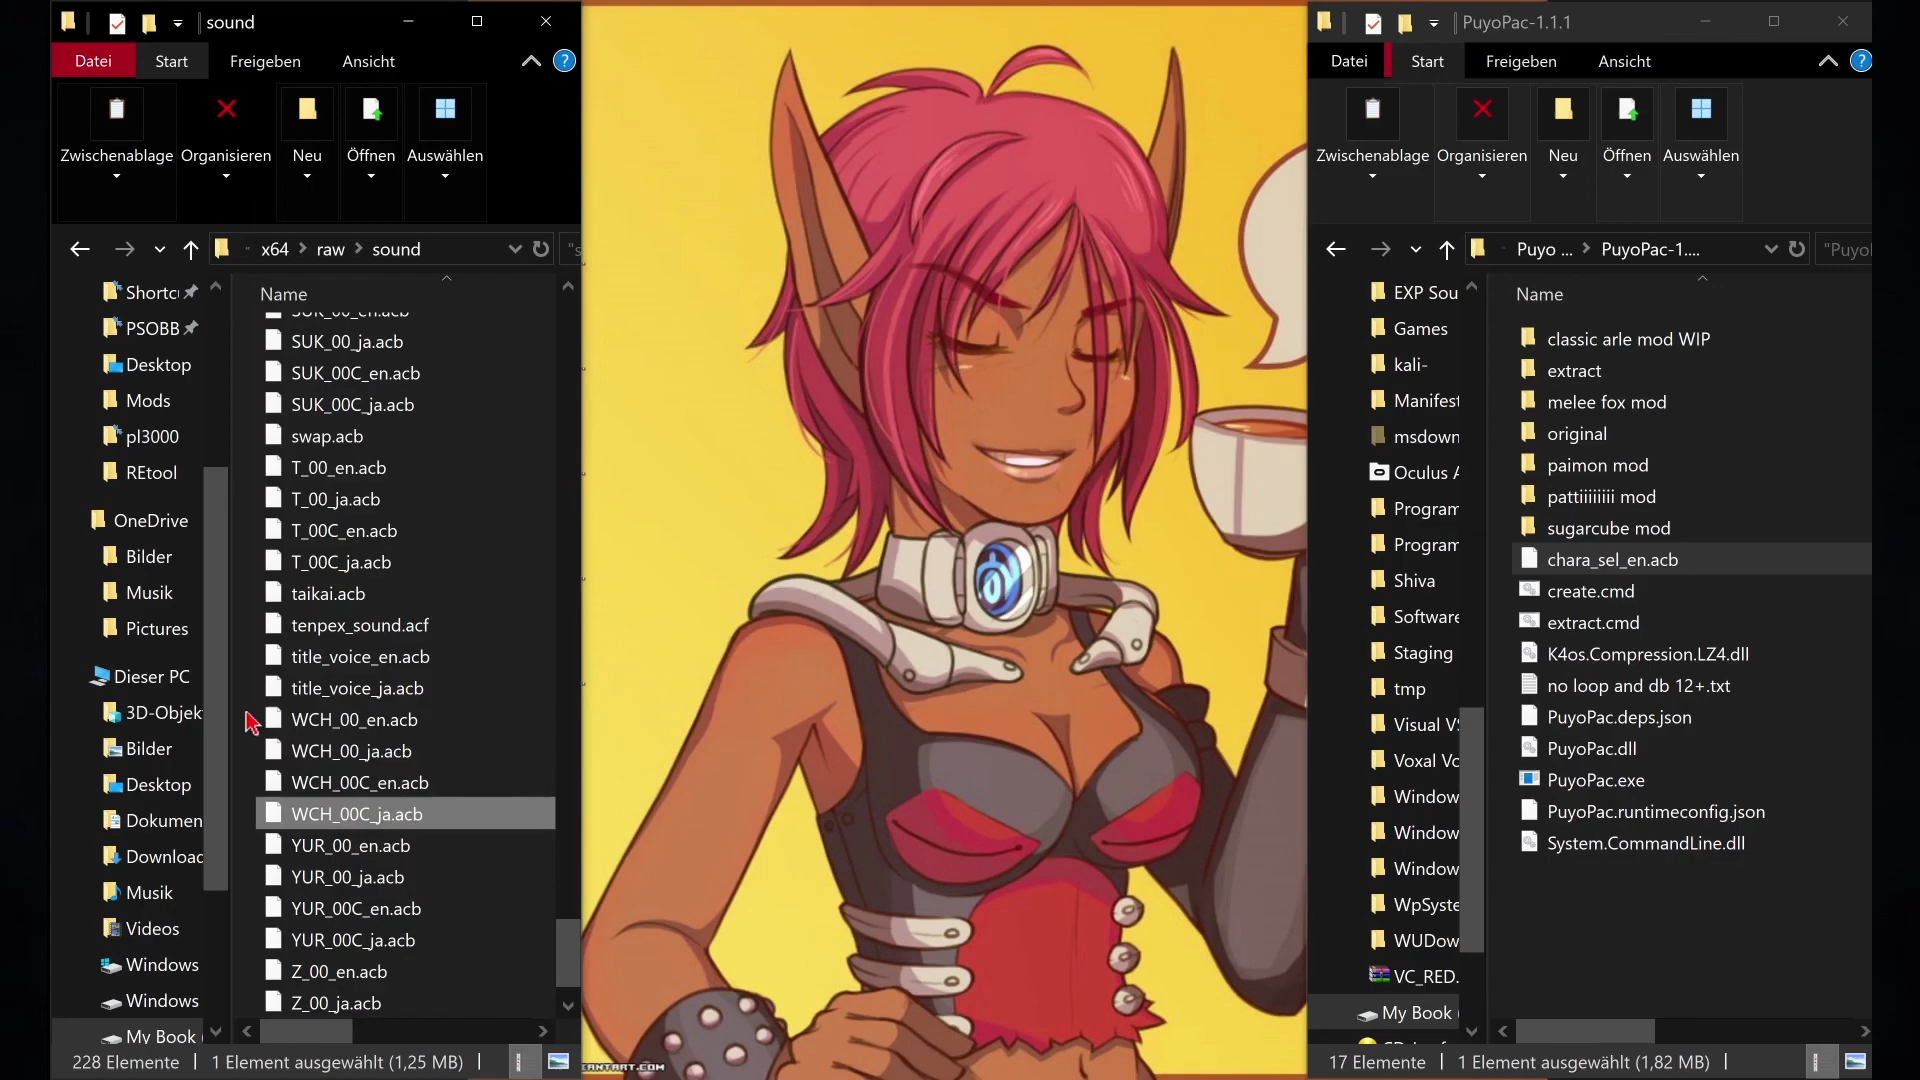 sound
Datei
Start
Freigeben
Ansicht
Zwischenablage
Organisieren
Neu
Öffnen
Auswählen
x64
raw
sound
Shortc
PSOBB
Desktop
Mods
pl3000
REtool
OneDrive
Bilder
Musik
Pictures
Dieser PC
3D-Objek
Bilder
Desktop
Dokumen
Download
Musik
Videos
Windows
Windows
My Book (
Name
SUK_00_en.acb
SUK_00_ja.acb
SUK_00C_en.acb
SUK_00C_ja.acb
swap.acb
T_00_en.acb
T_00_ja.acb
T_00C_en.acb
T_00C_ja.acb
taikai.acb
tenpex_sound.acf
title_voice_en.acb
title_voice_ja.acb
WCH_00_en.acb
WCH_00_ja.acb
WCH_00C_en.acb
WCH_00C_ja.acb
YUR_00_en.acb
YUR_00_ja.acb
YUR_00C_en.acb
YUR_00C_ja.acb
Z_00_en.acb
Z_00_ja.acb
228 Elemente
1 Element ausgewählt (1,25 MB)
PuyoPac-1.1.1
Datei
Start
Freigeben
Ansicht
Zwischenablage
Organisieren
Neu
Öffnen
Auswählen
Puyo ...
PuyoPac-1....
"Puyol
EXP Sou
Games
kali-
Manifest
msdown
Oculus A
Program
Program
Shiva
Software
Staging
tmp
Visual VS
Voxal Vo
Window
Window
Window
WpSyste
WUDow
VC_RED.
My Book (
Name
classic arle mod WIP
extract
melee fox mod
original
paimon mod
pattiiiiiiiii mod
sugarcube mod
chara_sel_en.acb
create.cmd
extract.cmd
K4os.Compression.LZ4.dll
no loop and db 12+.txt
PuyoPac.deps.json
PuyoPac.dll
PuyoPac.exe
PuyoPac.runtimeconfig.json
System.CommandLine.dll
17 Elemente
1 Element ausgewählt (1,82 MB)